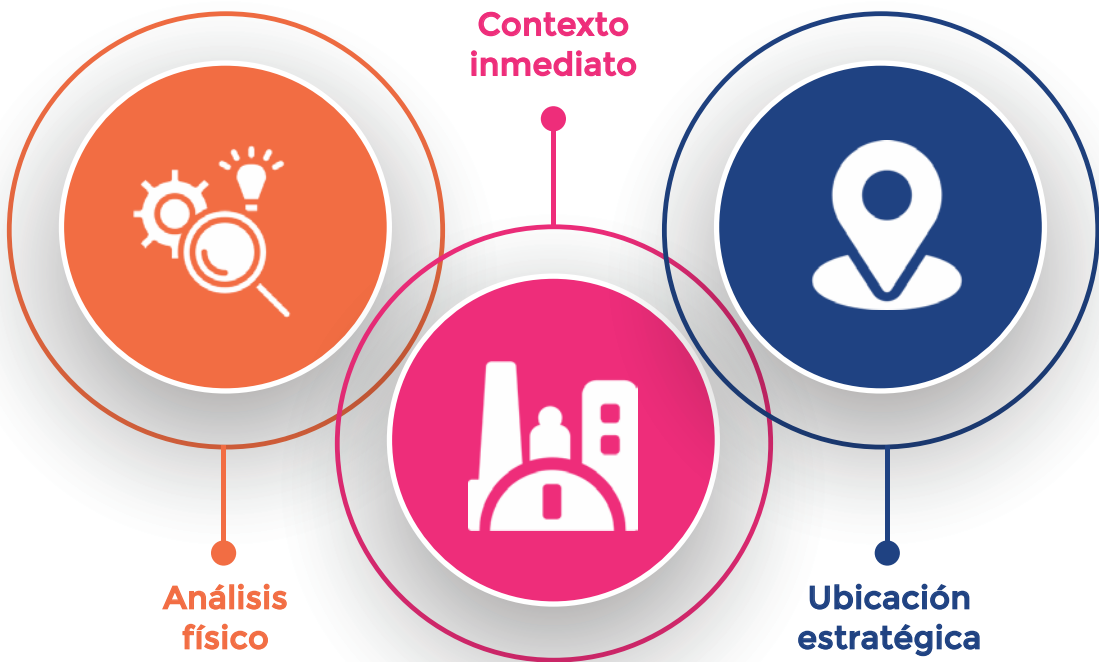 Contexto
inmediato
Análisis
físico
Ubicación
estratégica